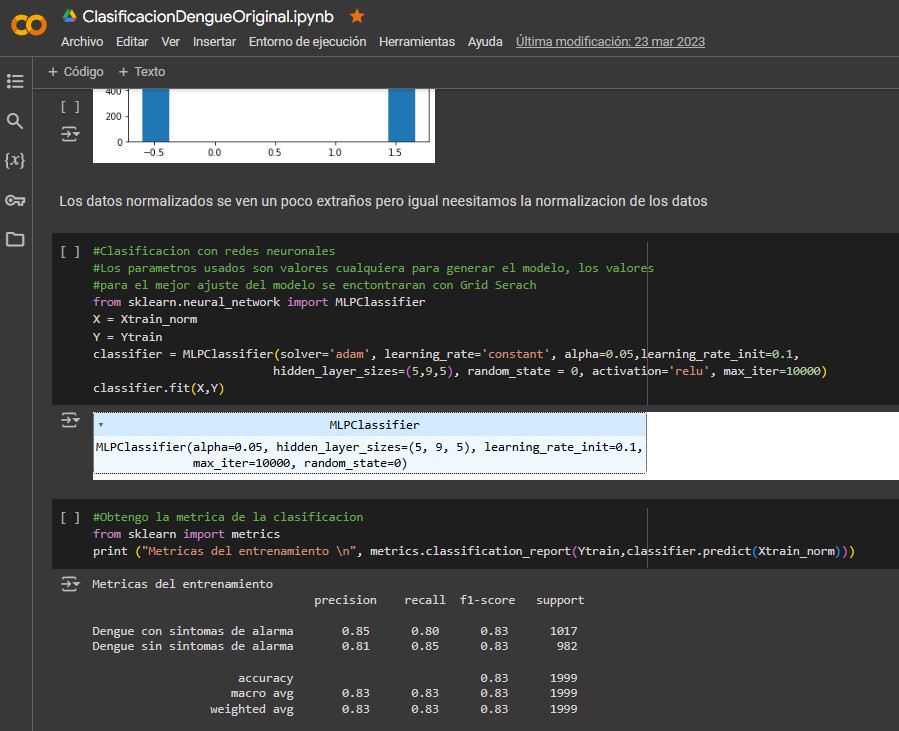 ClasificacionDengueOriginal.ipynb
Archivo Editar Ver Insertar Entorno de ejecución Herramientas Ayuda Última modificación: 23 mar 2023
+ Código + Texto
400
[ ]
200
0
−0.5 0.0 0.5 1.0 1.5
{x}
Los datos normalizados se ven un poco extraños pero igual neesitamos la normalizacion de los datos
[ ] #Clasificacion con redes neuronales
#Los parametros usados son valores cualquiera para generar el modelo, los valores
#para el mejor ajuste del modelo se enctontraran con Grid Serach
from sklearn.neural_network import MLPClassifier
X = Xtrain_norm
Y = Ytrain
classifier = MLPClassifier(solver='adam', learning_rate='constant', alpha=0.05,learning_rate_init=0.1,
hidden_layer_sizes=(5,9,5), random_state = 0, activation='relu', max_iter=10000)
classifier.fit(X,Y)
MLPClassifier
MLPClassifier(alpha=0.05, hidden_layer_sizes=(5, 9, 5), learning_rate_init=0.1,
max_iter=10000, random_state=0)
[ ] #Obtengo la metrica de la clasificacion
from sklearn import metrics
print ("Metricas del entrenamiento \n", metrics.classification_report(Ytrain,classifier.predict(Xtrain_norm)))
Metricas del entrenamiento
precision recall f1-score support
Dengue con sintomas de alarma 0.85 0.80 0.83 1017
Dengue sin sintomas de alarma 0.81 0.85 0.83 982
accuracy 0.83 1999
macro avg 0.83 0.83 0.83 1999
weighted avg 0.83 0.83 0.83 1999